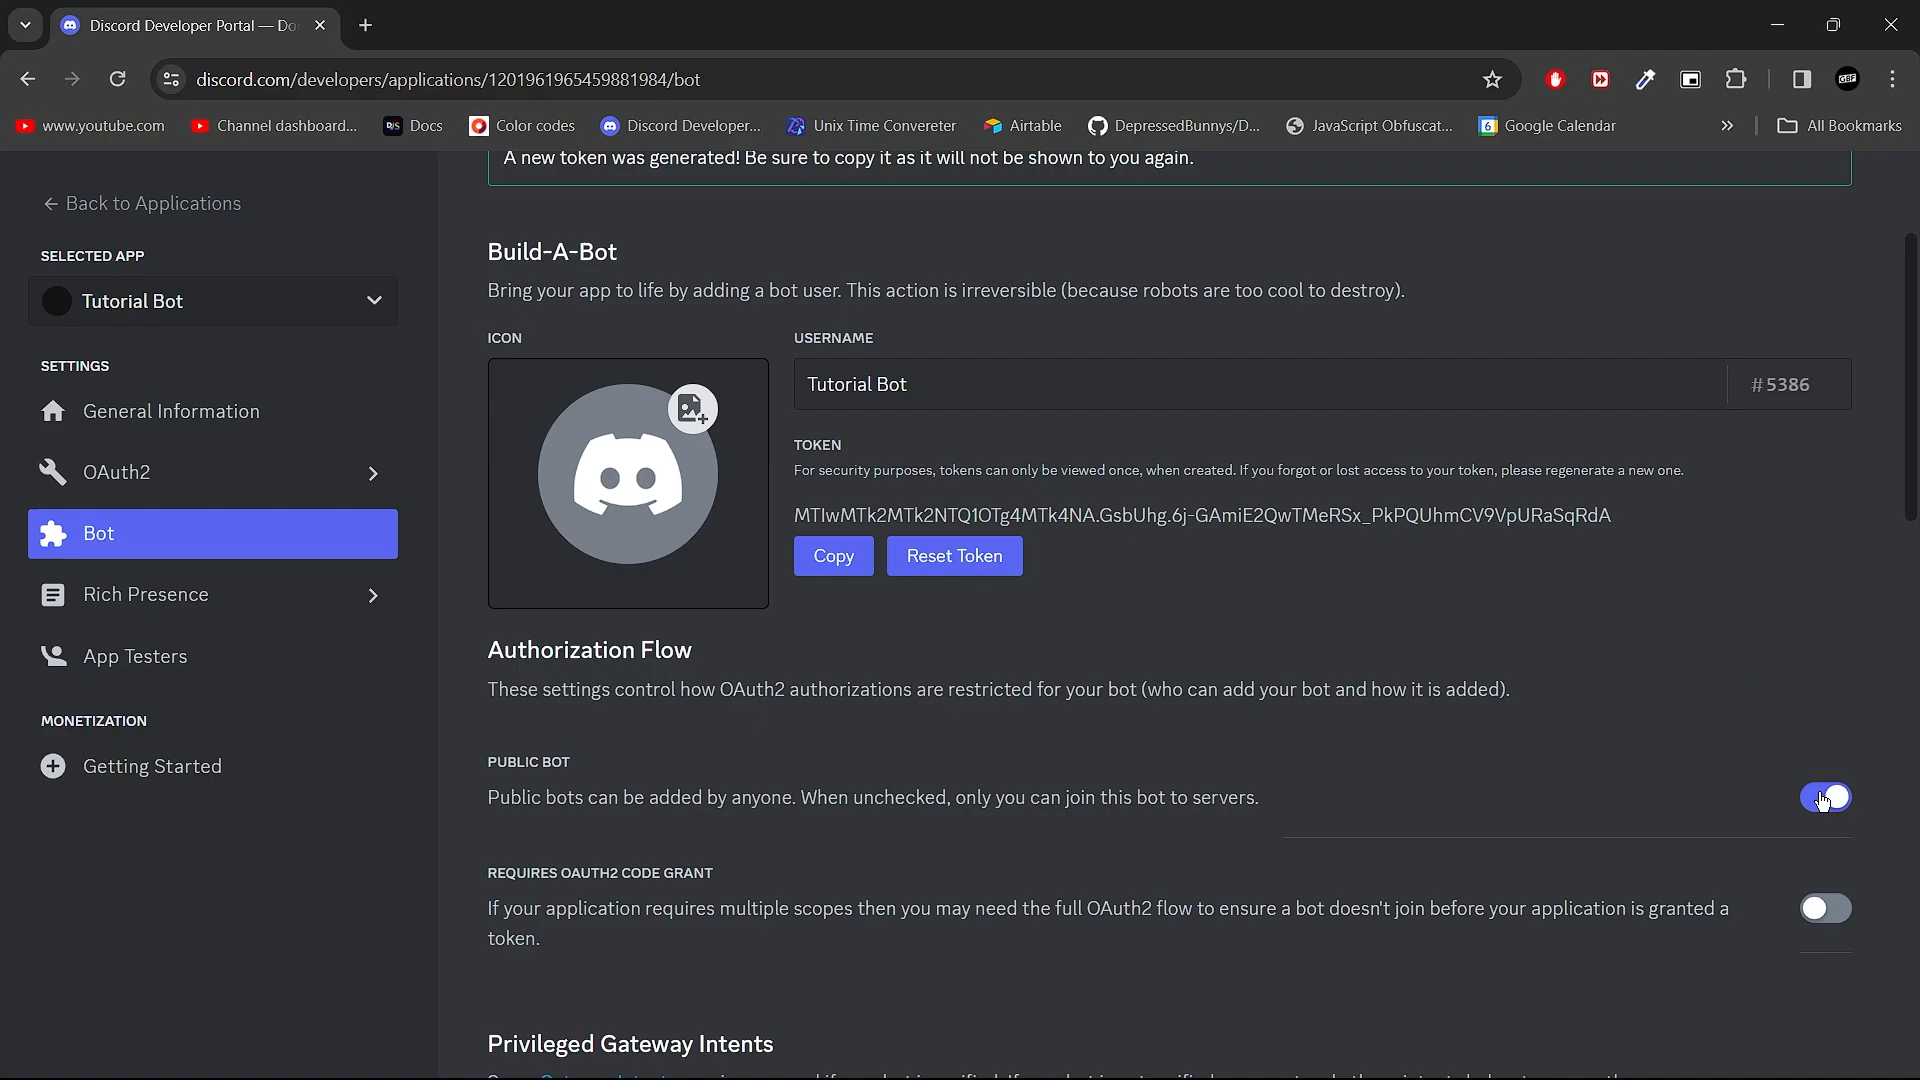 Discord Developer Portal — Do
discord.com/developers/applications/1201961965459881984/bot
GBF
www.youtube.com
Channel dashboard...
DJS Docs
Color codes
Discord Developer...
Unix Time Convereter
Airtable
DepressedBunnys/D...
JavaScript Obfuscat...
6 Google Calendar
All Bookmarks
A new token was generated! Be sure to copy it as it will not be shown to you again.
Back to Applications
SELECTED APP
Tutorial Bot
SETTINGS
General Information
OAuth2
Bot
Rich Presence
App Testers
MONETIZATION
Getting Started
Build-A-Bot
Bring your app to life by adding a bot user. This action is irreversible (because robots are too cool to destroy).
ICON
USERNAME
Tutorial Bot
#5386
TOKEN
For security purposes, tokens can only be viewed once, when created. If you forgot or lost access to your token, please regenerate a new one.
MTIwMTk2MTk2NTQ1OTg4MTk4NA.GsbUhg.6j-GAmiE2QwTMeRSx_PkPQUhmCV9VpURaSqRdA
Copy
Reset Token
Authorization Flow
These settings control how OAuth2 authorizations are restricted for your bot (who can add your bot and how it is added).
PUBLIC BOT
Public bots can be added by anyone. When unchecked, only you can join this bot to servers.
REQUIRES OAUTH2 CODE GRANT
If your application requires multiple scopes then you may need the full OAuth2 flow to ensure a bot doesn't join before your application is granted a
token.
Privileged Gateway Intents